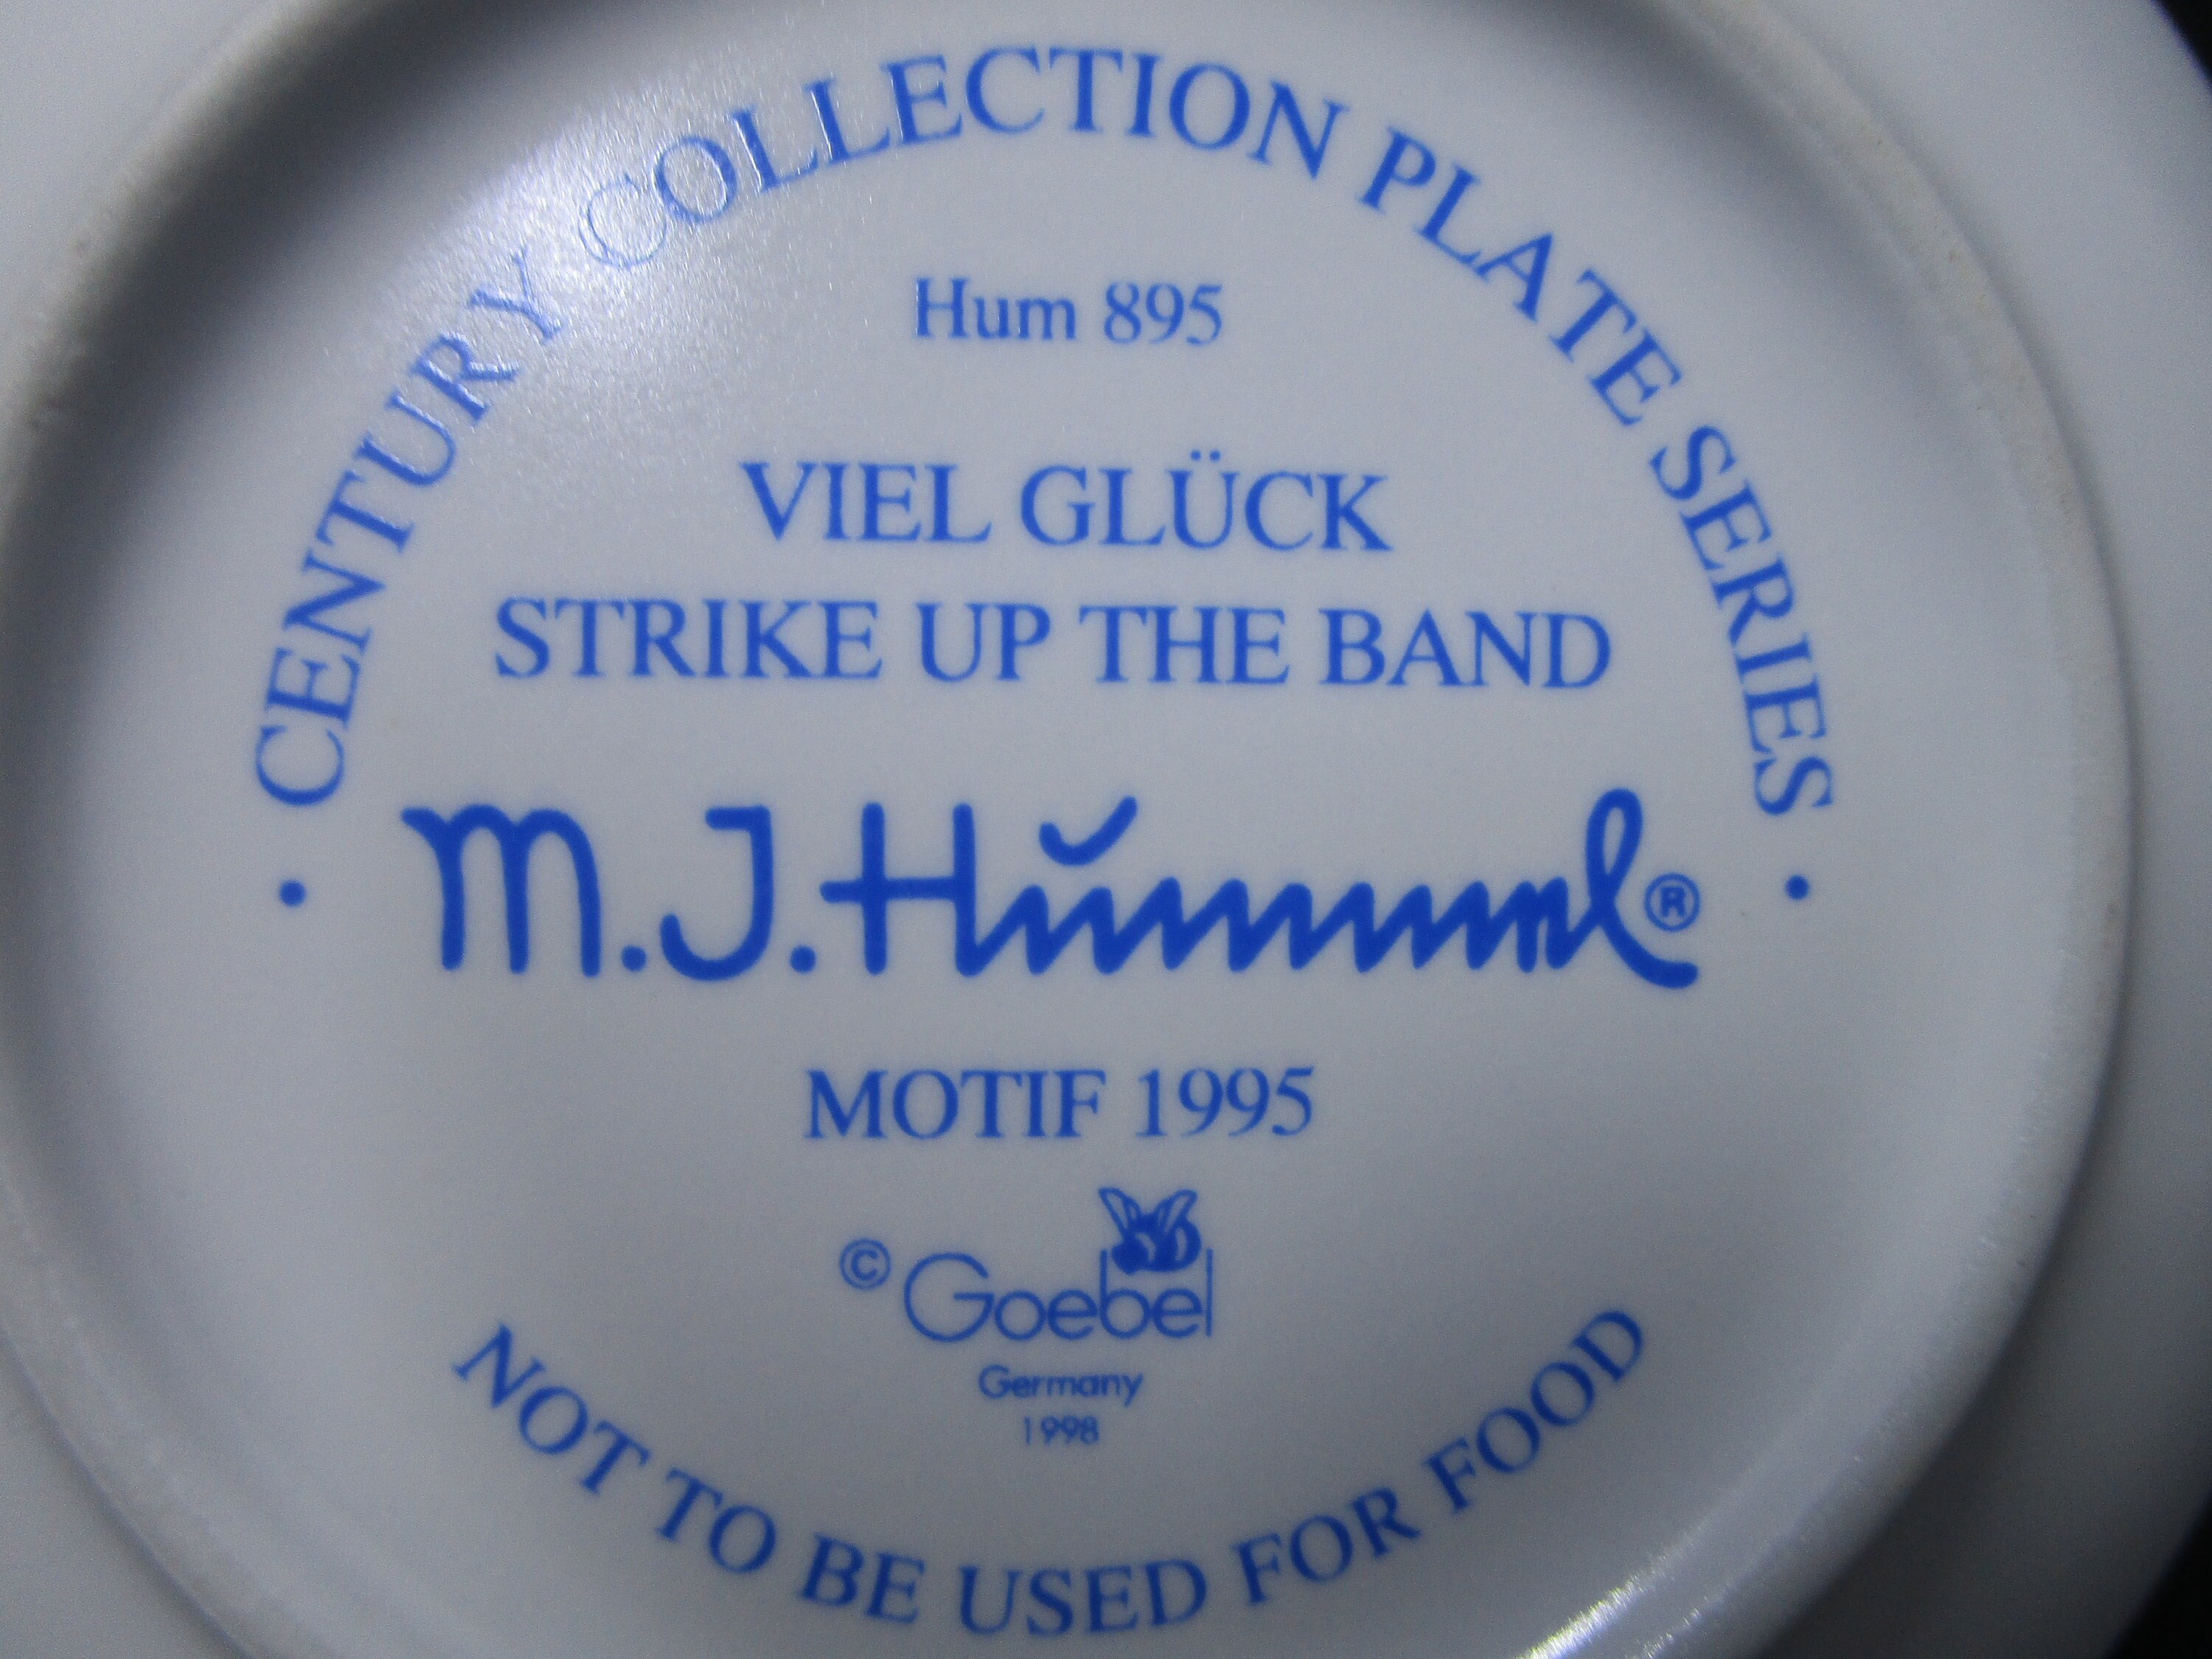 CENTURY COLLECTION PLATE SERIES
Hum 895
VIEL GLÜCK
STRIKE UP THE BAND
M.J.Hummel®
MOTIF 1995
© Goebel
Germany
1998
NOT TO BE USED FOR FOOD